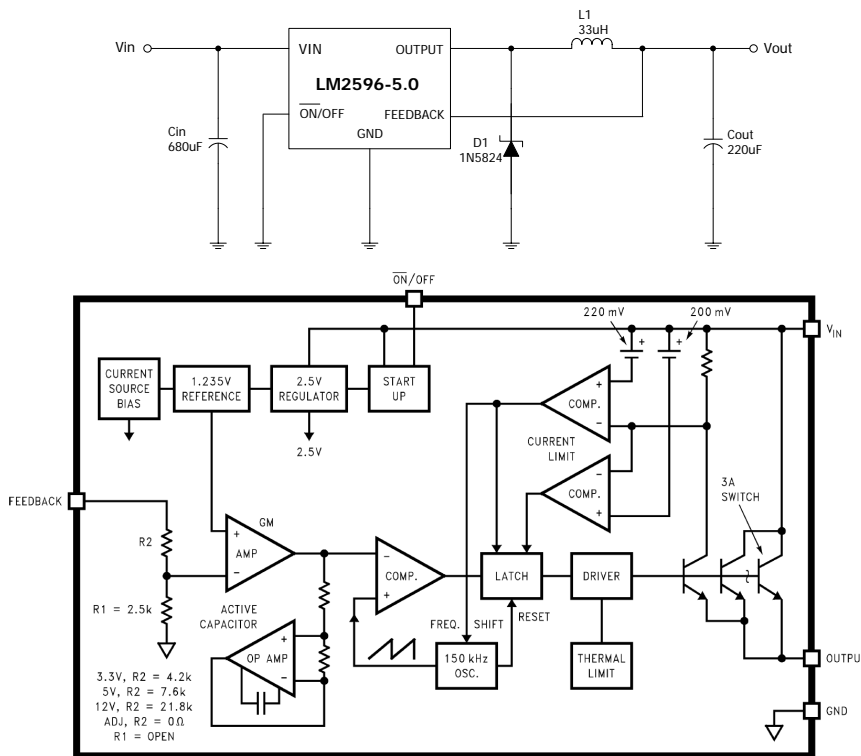 L1
33uH
Vin
VIN
OUTPUT
Vout
LM2596-5.0
ON/OFF
FEEDBACK
GND
Cin
680uF
D1
1N5824
Cout
220uF
ON/OFF
220 mV
200 mV
+
+
VIN
CURRENT
SOURCE
BIAS
1.235V
REFERENCE
2.5V
REGULATOR
START
UP
2.5V
+
COMP.
−
CURRENT
LIMIT
−
COMP.
+
3A
SWITCH
FEEDBACK
R2
R1 = 2.5k
GM
+
AMP
−
−
COMP.
+
LATCH
DRIVER
ACTIVE
CAPACITOR
+
OP AMP
−
FREQ. SHIFT
RESET
150 kHz
OSC.
THERMAL
LIMIT
OUTPU
GND
3.3V, R2 = 4.2k
5V, R2 = 7.6k
12V, R2 = 21.8k
ADJ, R2 = 0Ω
R1 = OPEN